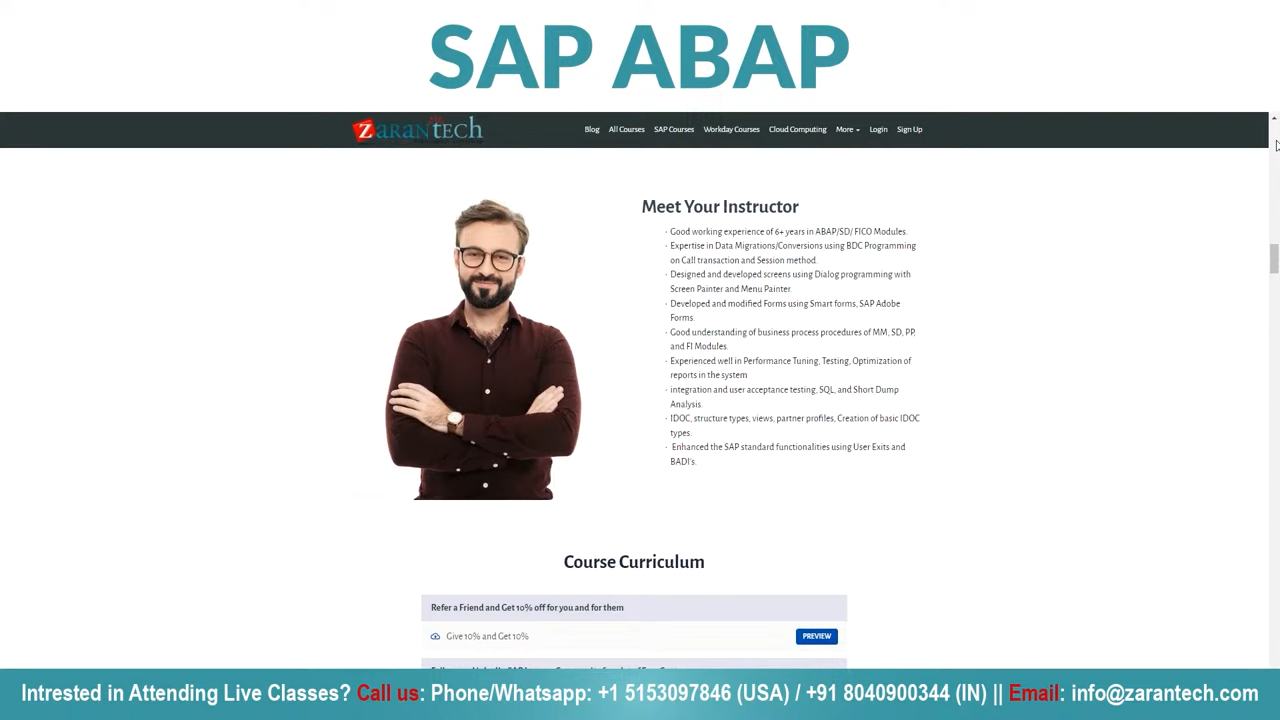 SAP ABAP
zarantech
Blog All Courses SAP Courses Workday Courses Cloud Computing More Login Sign Up
Meet Your Instructor
· Good working experience of 6+ years in ABAP/SD/ FICO Modules.
· Expertise in Data Migrations/Conversions using BDC Programming
on Call transaction and Session method.
· Designed and developed screens using Dialog programming with
Screen Painter and Menu Painter.
· Developed and modified Forms using Smart forms, SAP Adobe
Forms.
· Good understanding of business process procedures of MM, SD, PP,
and FI Modules.
· Experienced well in Performance Tuning, Testing, Optimization of
reports in the system
· integration and user acceptance testing, SQL, and Short Dump
Analysis.
· IDOC, structure types, views, partner profiles, Creation of basic IDOC
types.
· Enhanced the SAP standard functionalities using User Exits and
BADI's.
Course Curriculum
Refer a Friend and Get 10% off for you and for them
Give 10% and Get 10% PREVIEW
Intrested in Attending Live Classes? Call us: Phone/Whatsapp: +1 5153097846 (USA) / +91 8040900344 (IN) || Email: info@zarantech.com